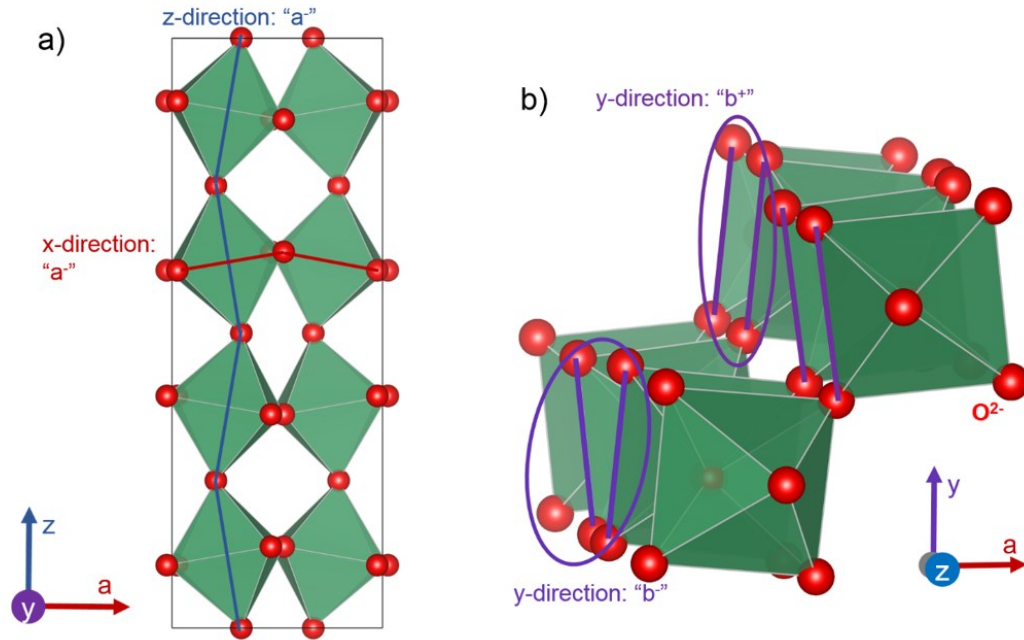 a)
z-direction: “a⁻”
x-direction:
“a⁻”
z
y
a
b)
y-direction: “b⁺”
O²⁻
y
z
a
y-direction: “b⁻”